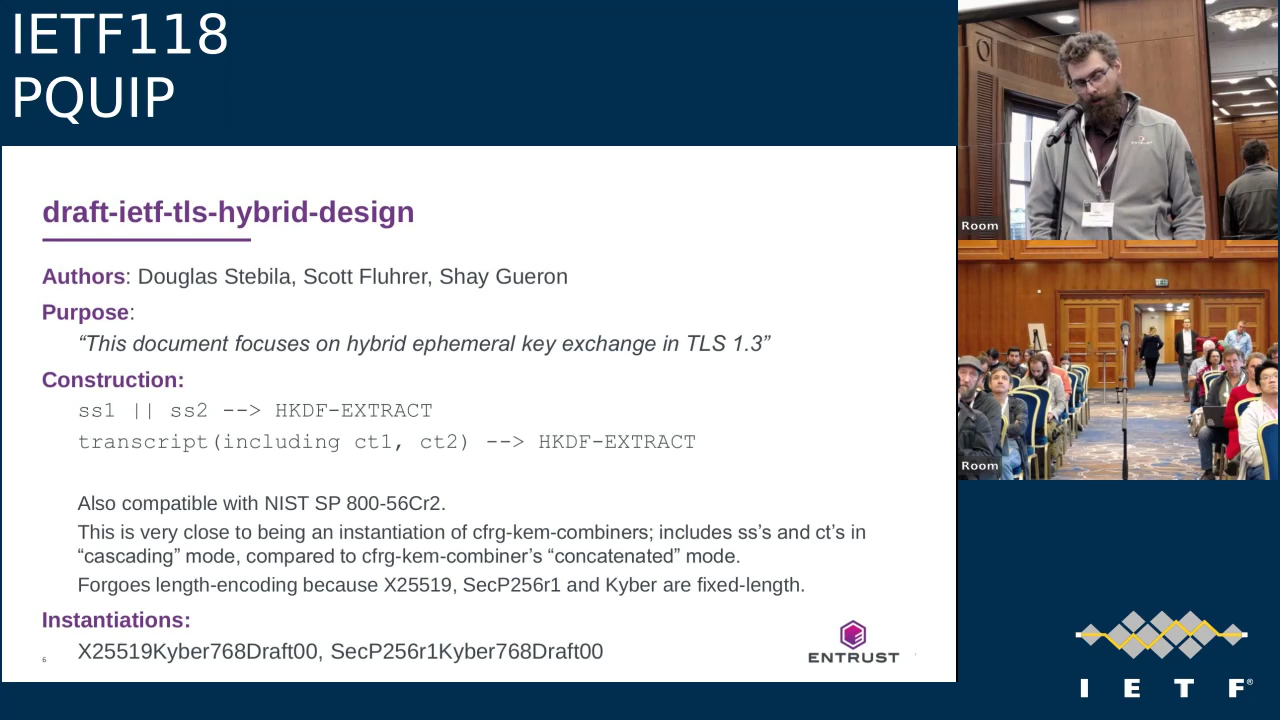 IETF118
PQUIP
draft-ietf-tls-hybrid-design
Authors: Douglas Stebila, Scott Fluhrer, Shay Gueron
Purpose:
“This document focuses on hybrid ephemeral key exchange in TLS 1.3”
Construction:
ss1 || ss2 --> HKDF-EXTRACT
transcript(including ct1, ct2) --> HKDF-EXTRACT
Also compatible with NIST SP 800-56Cr2.
This is very close to being an instantiation of cfrg-kem-combiners; includes ss’s and ct’s in
“cascading” mode, compared to cfrg-kem-combiner’s “concatenated” mode.
Forgoes length-encoding because X25519, SecP256r1 and Kyber are fixed-length.
Instantiations:
X25519Kyber768Draft00, SecP256r1Kyber768Draft00
6
ENTRUST
ENTRUST
Room
Room
IETF®